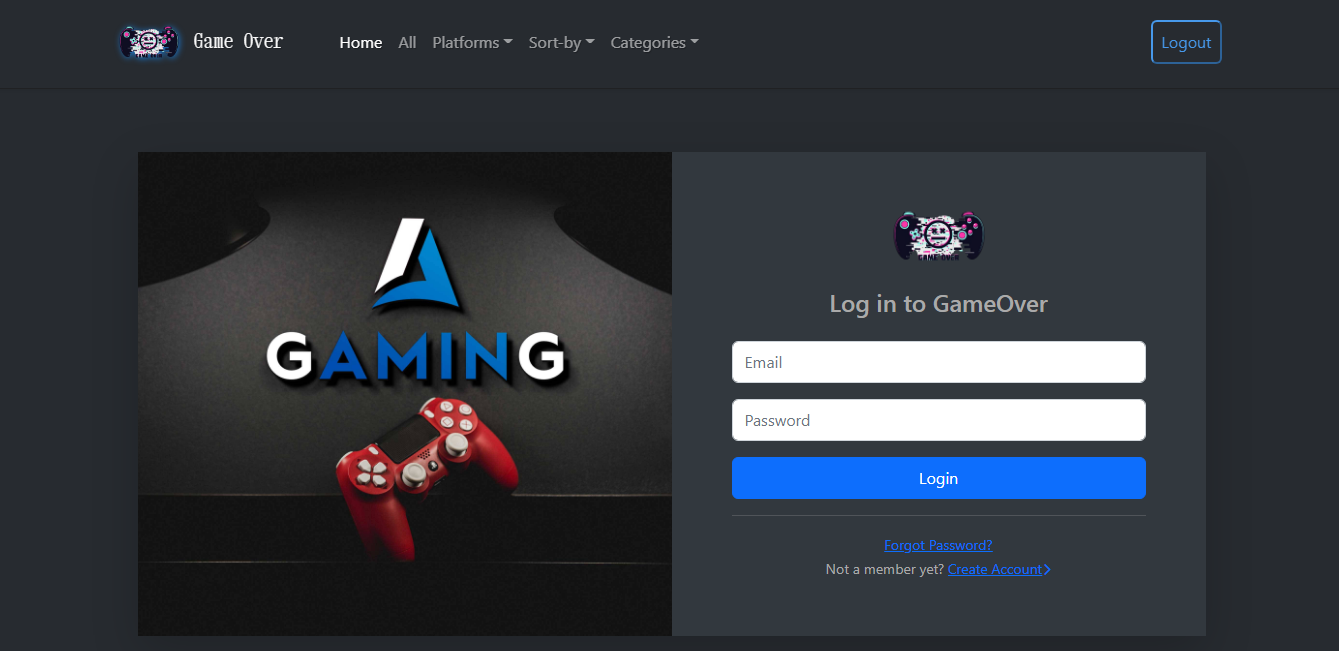 Game Over
Home All Platforms Sort-by Categories
Logout
GAMING
GAME OVER
Log in to GameOver
Email
Password
Login
Forgot Password?
Not a member yet? Create Account